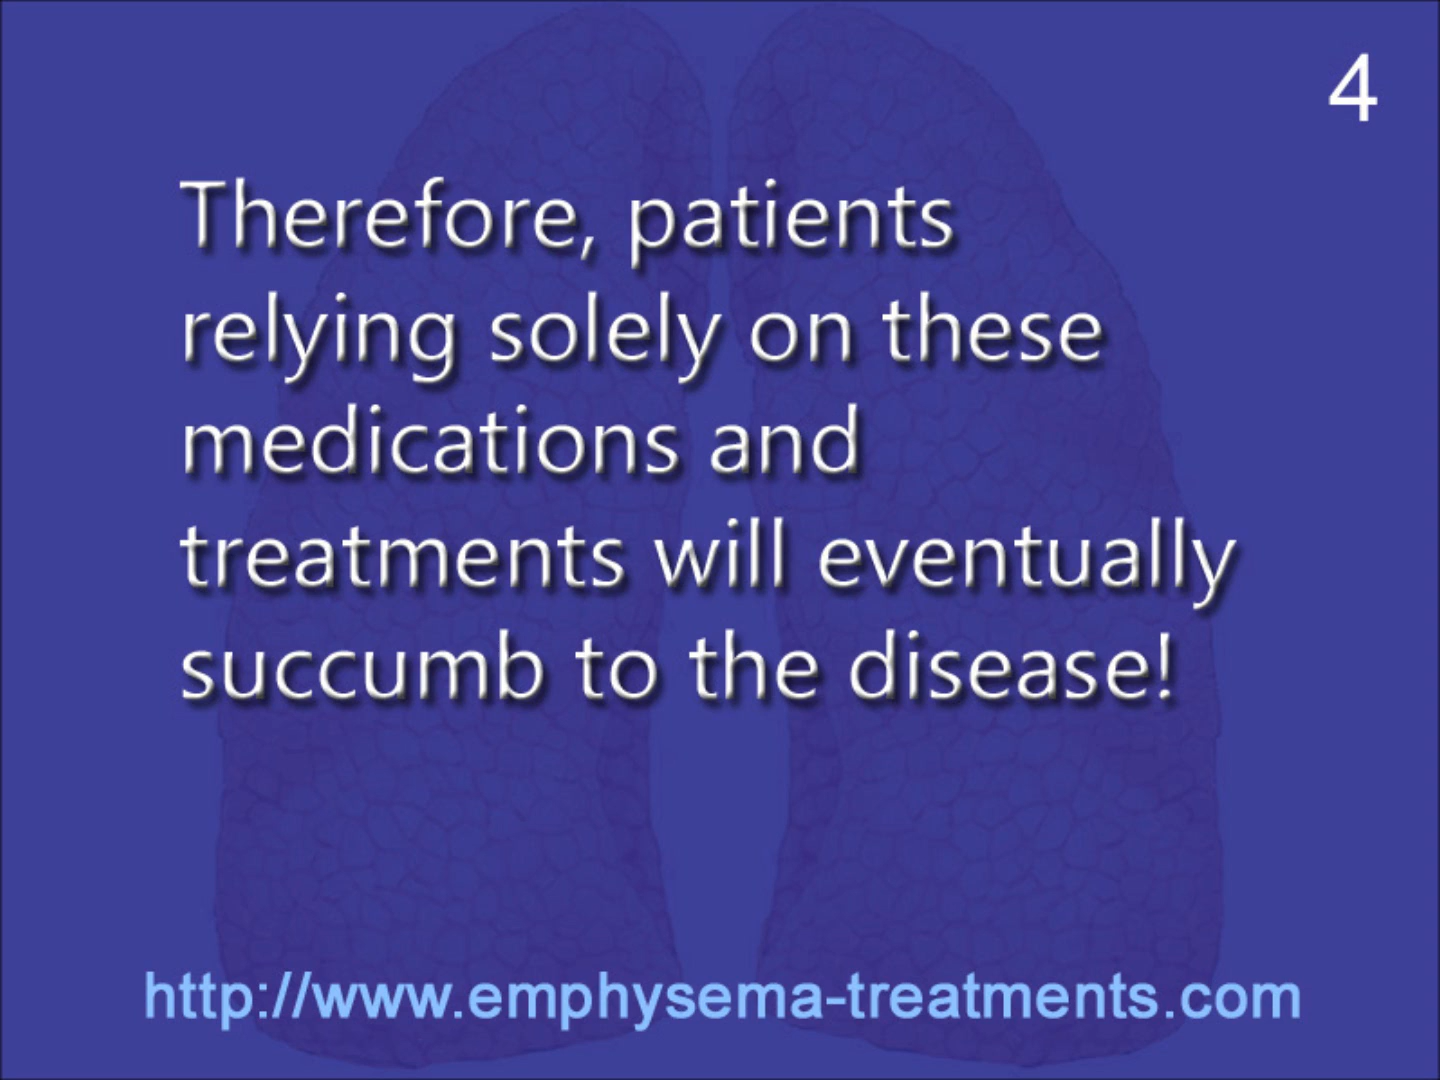 4
Therefore, patients
relying solely on these
medications and
treatments will eventually
succumb to the disease!
http://www.emphysema-treatments.com